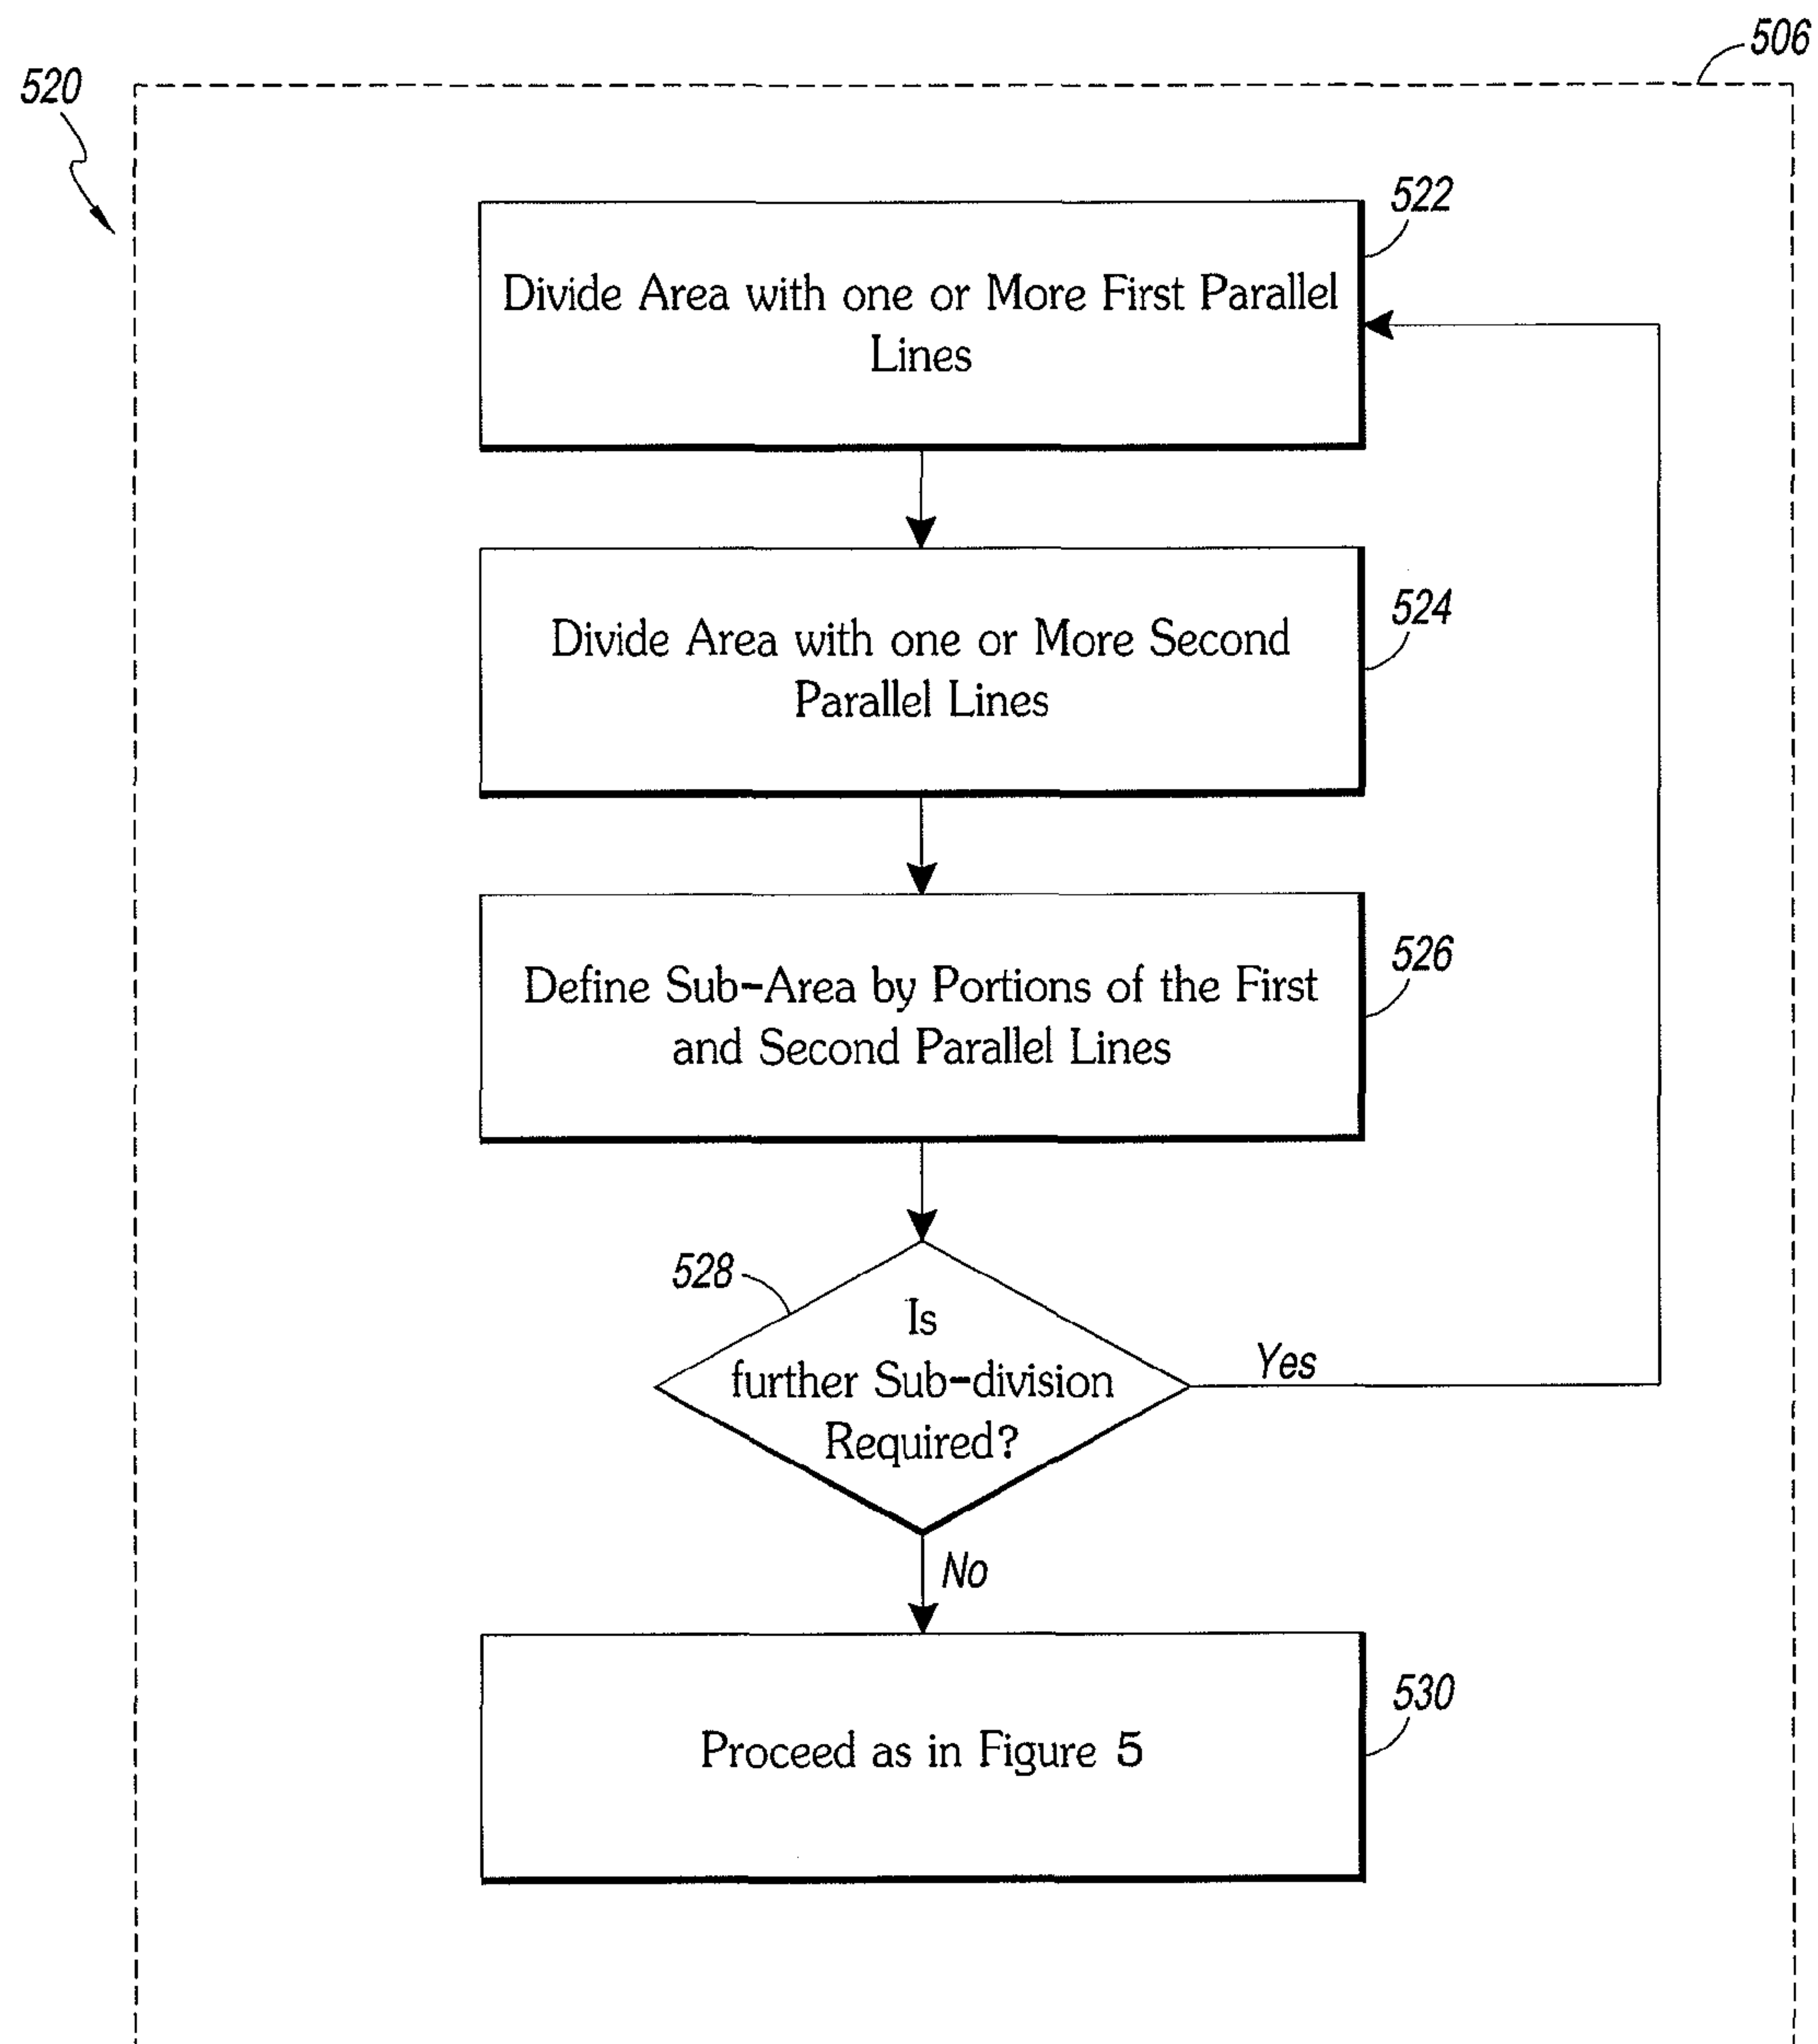 506
520
522
Divide Area with one or More First Parallel
Lines
524
Divide Area with one or More Second
Parallel Lines
526
Define Sub-Area by Portions of the First
and Second Parallel Lines
528
Is
further Sub-division
Required?
Yes
No
530
Proceed as in Figure 5